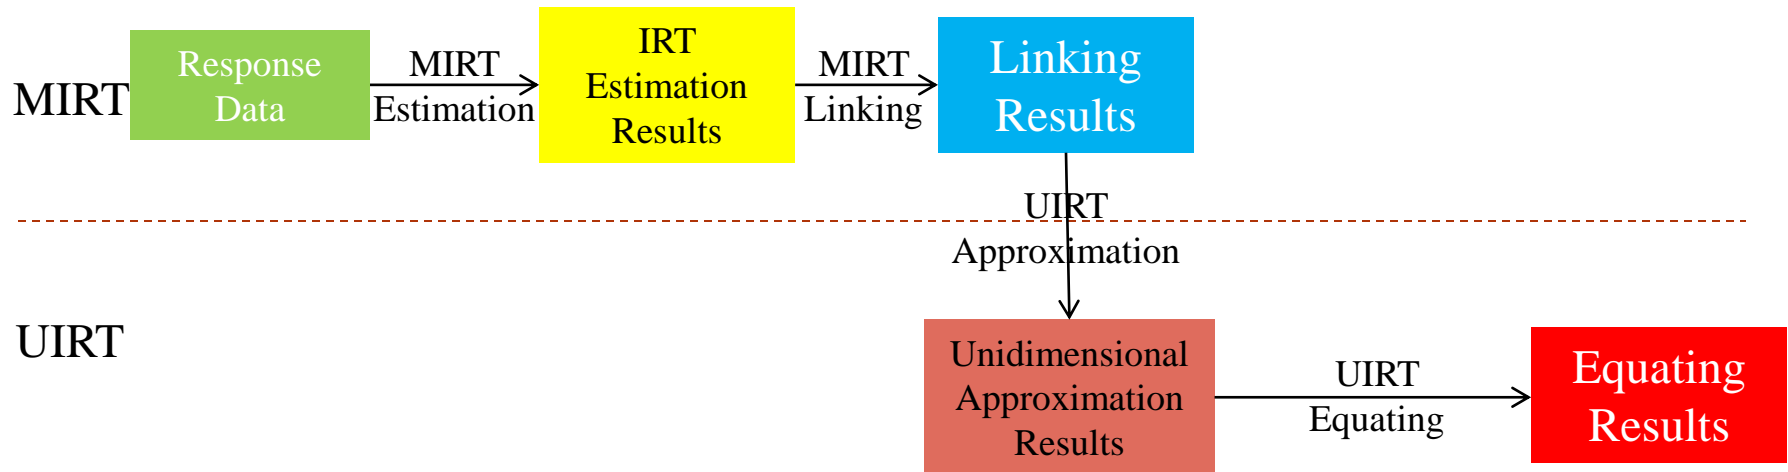 MIRT
Response
Data
MIRT
Estimation
IRT
Estimation
Results
MIRT
Linking
Linking
Results
UIRT
Approximation
UIRT
Unidimensional
Approximation
Results
UIRT
Equating
Equating
Results